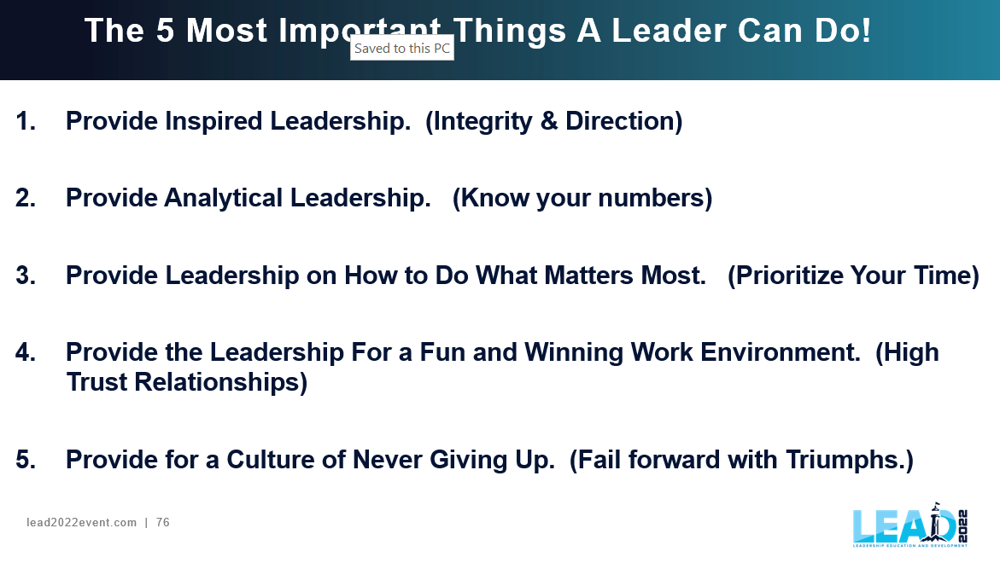 The 5 Most Important Things A Leader Can Do!
Saved to this PC
1. Provide Inspired Leadership. (Integrity & Direction)
2. Provide Analytical Leadership. (Know your numbers)
3. Provide Leadership on How to Do What Matters Most. (Prioritize Your Time)
4. Provide the Leadership For a Fun and Winning Work Environment. (High
Trust Relationships)
5. Provide for a Culture of Never Giving Up. (Fail forward with Triumphs.)
lead2022event.com | 76
LEAD 2022
LEADERSHIP EDUCATION AND DEVELOPMENT